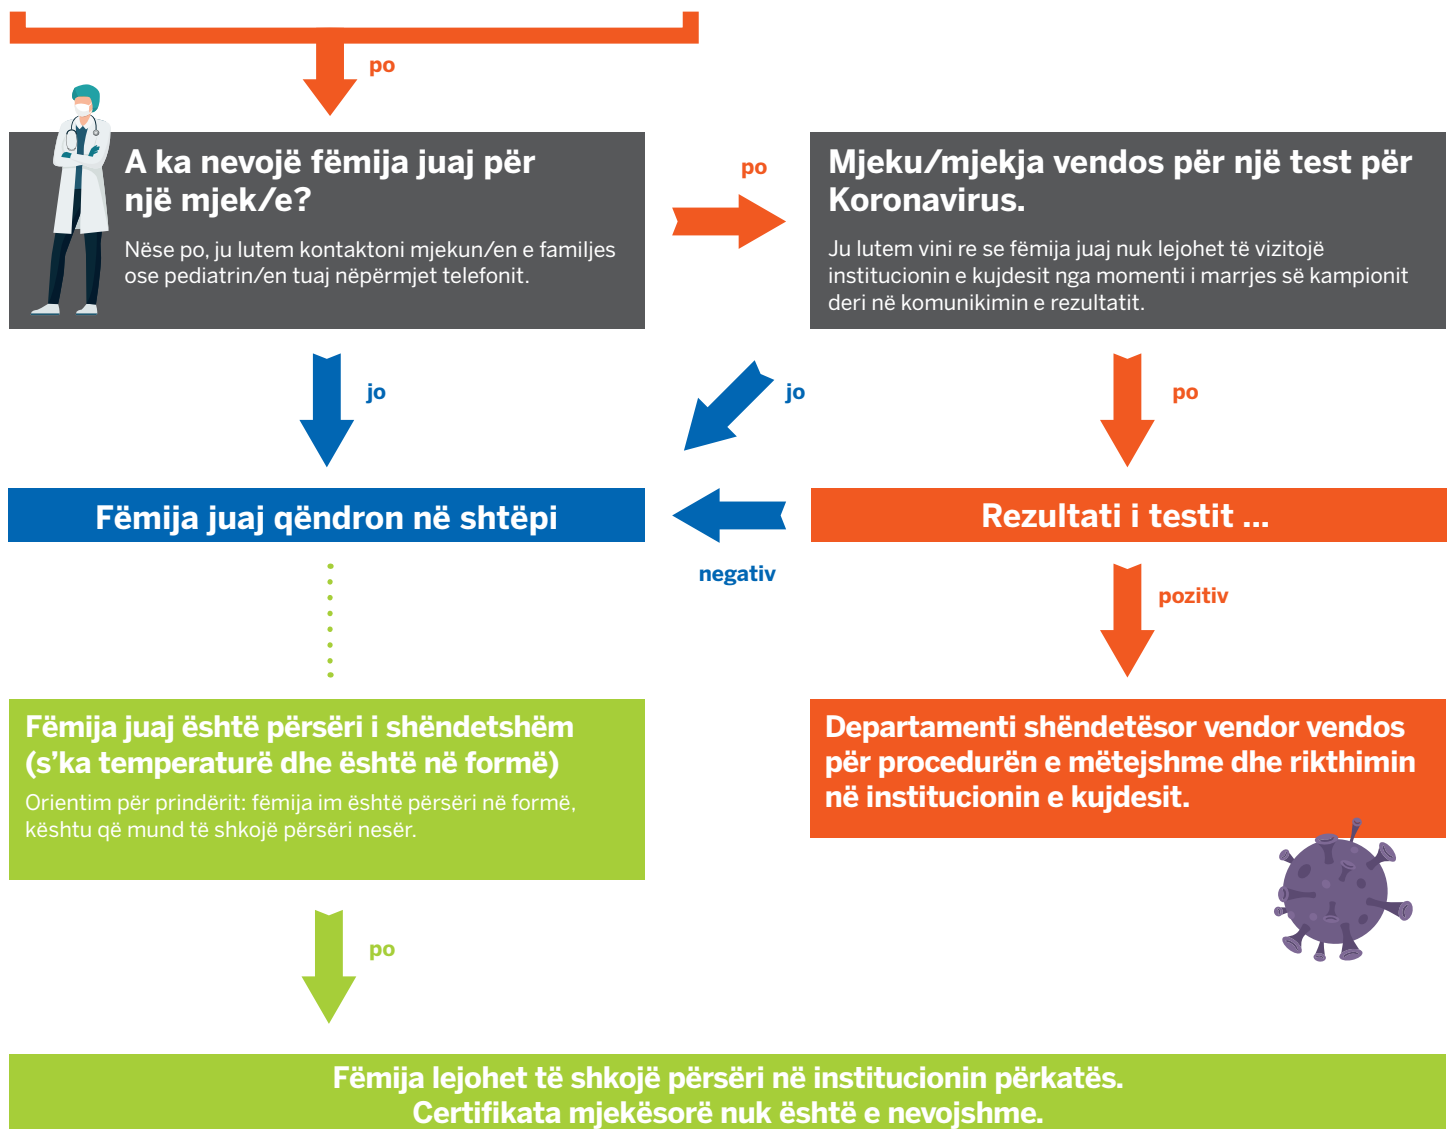 po
A ka nevojë fëmija juaj për
një mjek/e?
Nëse po, ju lutem kontaktoni mjekun/en e familjes
ose pediatrin/en tuaj nëpërmjet telefonit.
po
Mjeku/mjekja vendos për një test për
Koronavirus.
Ju lutem vini re se fëmija juaj nuk lejohet të vizitojë
institucionin e kujdesit nga momenti i marrjes së kampionit
deri në komunikimin e rezultatit.
jo
jo
po
Fëmija juaj qëndron në shtëpi
negativ
Rezultati i testit ...
pozitiv
Fëmija juaj është përsëri i shëndetshëm
(s’ka temperaturë dhe është në formë)
Orientim për prindërit: fëmija im është përsëri në formë,
kështu që mund të shkojë përsëri nesër.
Departamenti shëndetësor vendor vendos
për procedurën e mëtejshme dhe rikthimin
në institucionin e kujdesit.
po
Fëmija lejohet të shkojë përsëri në institucionin përkatës.
Certifikata mjekësorë nuk është e nevojshme.